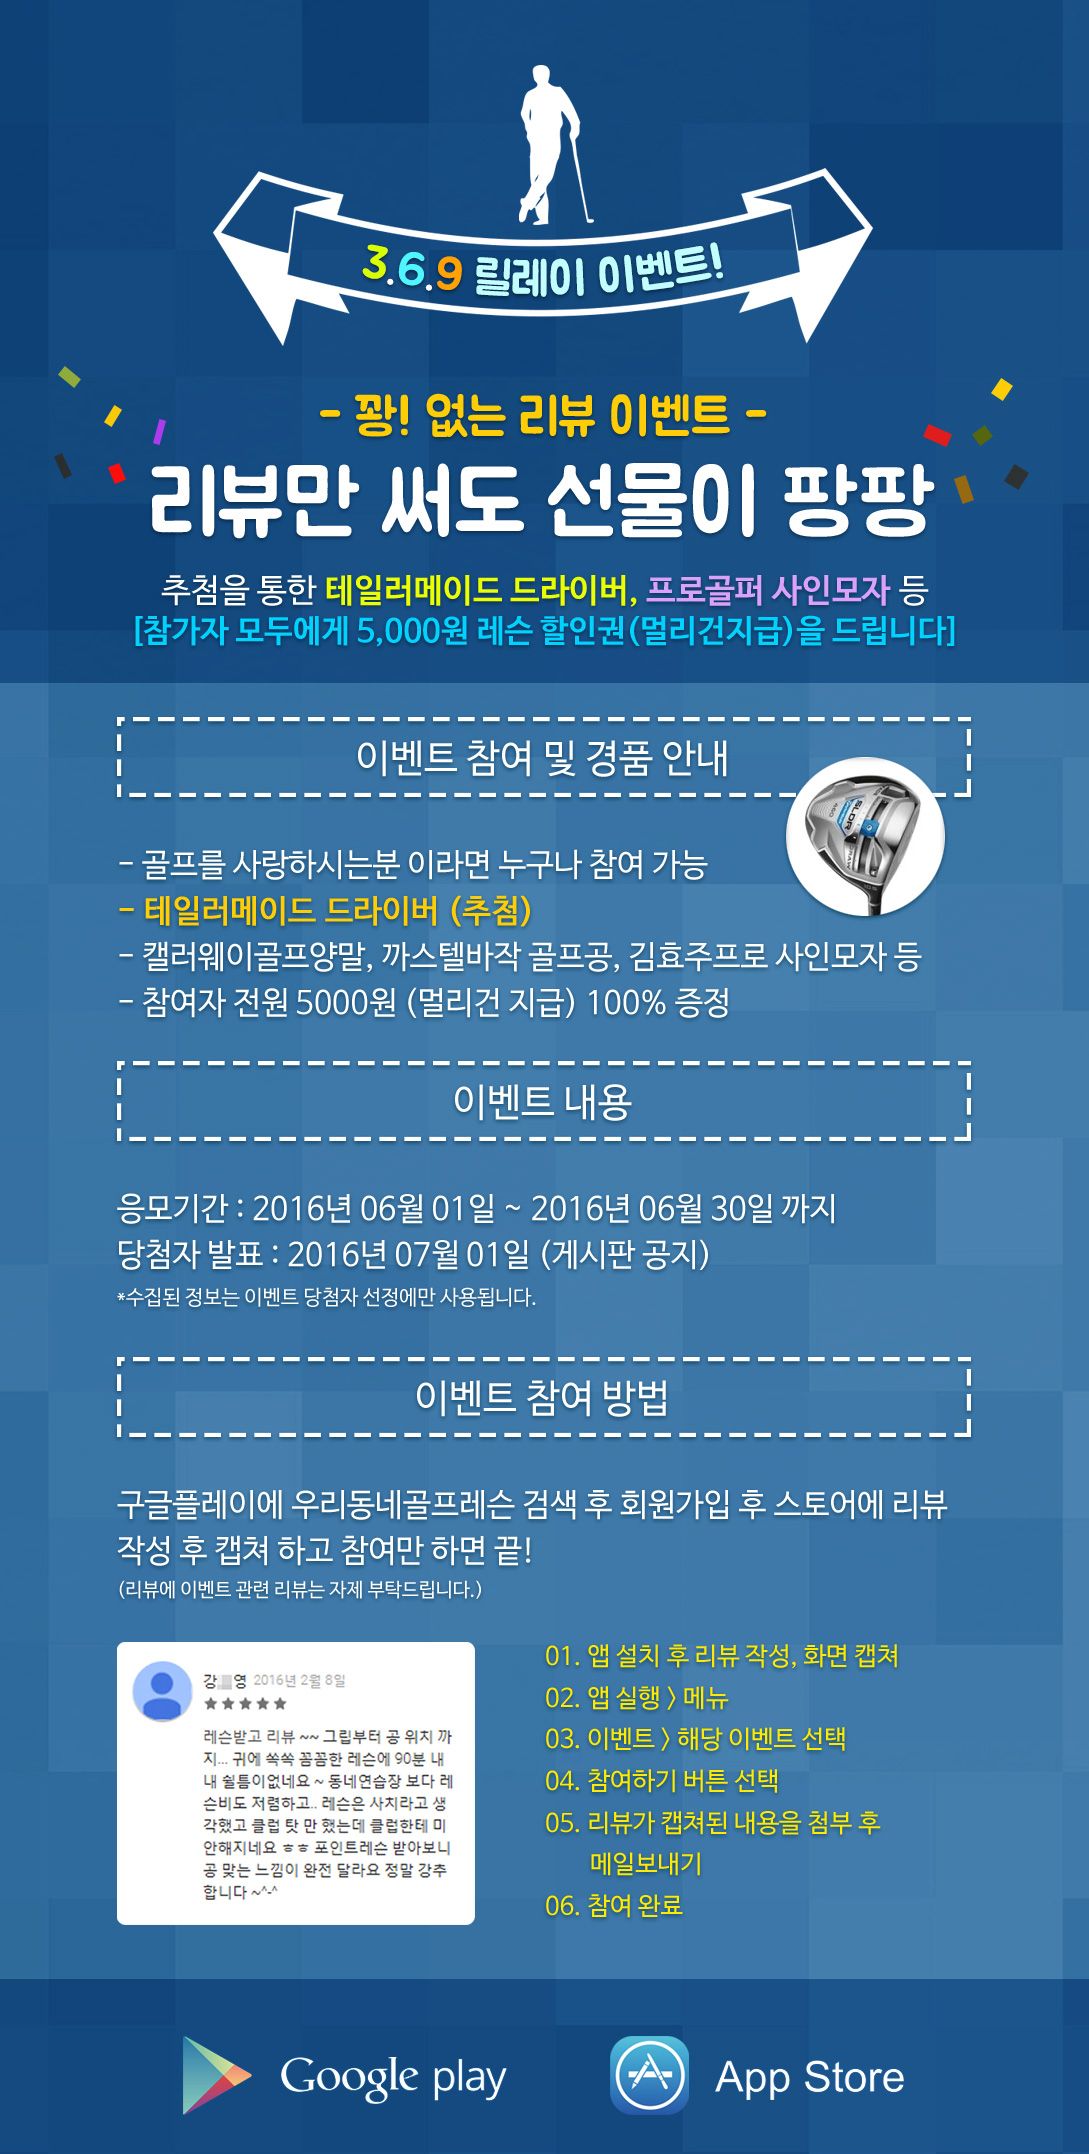 3.6.9 릴레이 이벤트!
- 꽝! 없는 리뷰 이벤트 -
리뷰만 써도 선물이 팡팡
추첨을 통한 테일러메이드 드라이버, 프로골퍼 사인모자 등
[참가자 모두에게 5,000원 레슨 할인권(멀리건지급)을 드립니다]
이벤트 참여 및 경품 안내
SLDR
460
10.5
- 골프를 사랑하시는분 이라면 누구나 참여 가능
- 테일러메이드 드라이버 (추첨)
- 캘러웨이골프양말, 까스텔바작 골프공, 김효주프로 사인모자 등
- 참여자 전원 5000원 (멀리건 지급) 100% 증정
이벤트 내용
응모기간 : 2016년 06월 01일 ~ 2016년 06월 30일 까지
당첨자 발표 : 2016년 07월 01일 (게시판 공지)
*수집된 정보는 이벤트 당첨자 선정에만 사용됩니다.
이벤트 참여 방법
구글플레이에 우리동네골프레슨 검색 후 회원가입 후 스토어에 리뷰
작성 후 캡쳐 하고 참여만 하면 끝!
(리뷰에 이벤트 관련 리뷰는 자제 부탁드립니다.)
강 영 2016년 2월 8일
★★★★★
레슨받고 리뷰 ~~ 그립부터 공 위치 까
지... 귀에 쏙쏙 꼼꼼한 레슨에 90분 내
내 쉴틈이없네요 ~ 동네연습장 보다 레
슨비도 저렴하고.. 레슨은 사치라고 생
각했고 클럽 탓 만 했는데 클럽한테 미
안해지네요 ㅎㅎ 포인트레슨 받아보니
공 맞는 느낌이 완전 달라요 정말 강추
합니다 ~^-^
01. 앱 설치 후 리뷰 작성, 화면 캡쳐
02. 앱 실행 > 메뉴
03. 이벤트 > 해당 이벤트 선택
04. 참여하기 버튼 선택
05. 리뷰가 캡쳐된 내용을 첨부 후
메일보내기
06. 참여 완료
Google play
App Store